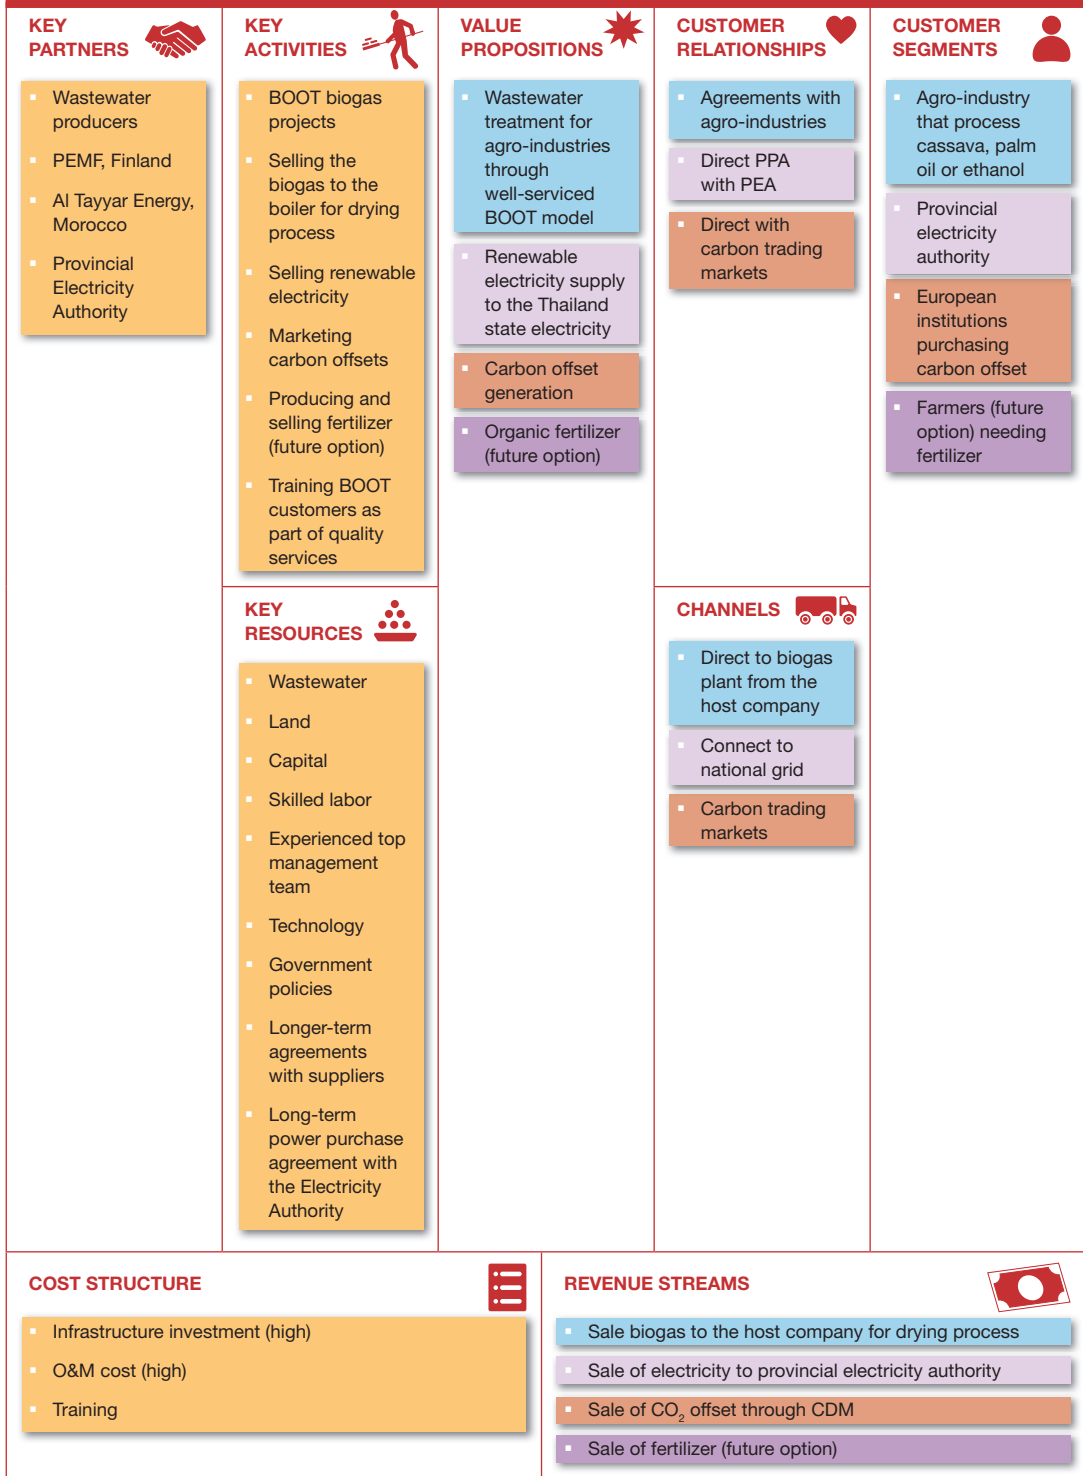 KEY
PARTNERS
Wastewater
producers
PEMF, Finland
Al Tayyar Energy,
Morocco
Provincial
Electricity
Authority
KEY
ACTIVITIES
BOOT biogas
projects
Selling the
biogas to the
boiler for drying
process
Selling renewable
electricity
Marketing
carbon offsets
Producing and
selling fertilizer
(future option)
Training BOOT
customers as
part of quality
services
KEY
RESOURCES
Wastewater
Land
Capital
Skilled labor
Experienced top
management
team
Technology
Government
policies
Longer-term
agreements
with suppliers
Long-term
power purchase
agreement with
the Electricity
Authority
VALUE
PROPOSITIONS
Wastewater
treatment for
agro-industries
through
well-serviced
BOOT model
Renewable
electricity supply
to the Thailand
state electricity
Carbon offset
generation
Organic fertilizer
(future option)
CUSTOMER
RELATIONSHIPS
Agreements with
agro-industries
Direct PPA
with PEA
Direct with
carbon trading
markets
CHANNELS
Direct to biogas
plant from the
host company
Connect to
national grid
Carbon trading
markets
CUSTOMER
SEGMENTS
Agro-industry
that process
cassava, palm
oil or ethanol
Provincial
electricity
authority
European
institutions
purchasing
carbon offset
Farmers (future
option) needing
fertilizer
COST STRUCTURE
Infrastructure investment (high)
O&M cost (high)
Training
REVENUE STREAMS
Sale biogas to the host company for drying process
Sale of electricity to provincial electricity authority
Sale of CO₂ offset through CDM
Sale of fertilizer (future option)